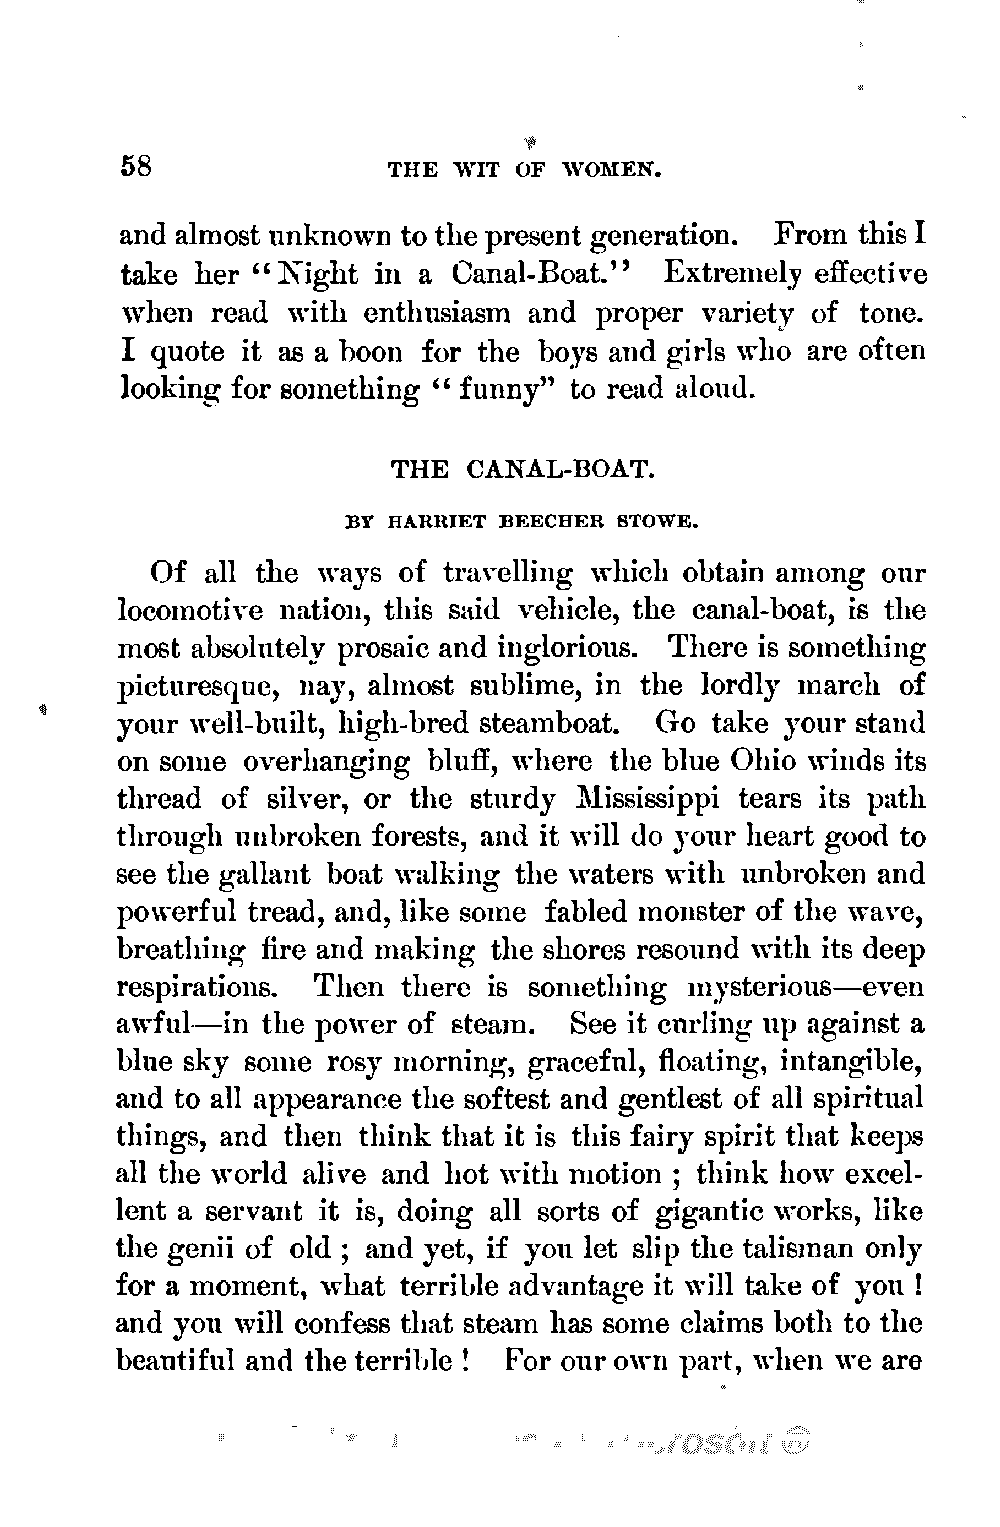 58
THE WIT OF WOMEN.
and almost unknown to the present generation. From this I
take her “Night in a Canal-Boat.” Extremely effective
when read with enthusiasm and proper variety of tone.
I quote it as a boon for the boys and girls who are often
looking for something “funny” to read aloud.
THE CANAL-BOAT.
BY HARRIET BEECHER STOWE.
Of all the ways of travelling which obtain among our
locomotive nation, this said vehicle, the canal-boat, is the
most absolutely prosaic and inglorious. There is something
picturesque, nay, almost sublime, in the lordly march of
your well-built, high-bred steamboat. Go take your stand
on some overhanging bluff, where the blue Ohio winds its
thread of silver, or the sturdy Mississippi tears its path
through unbroken forests, and it will do your heart good to
see the gallant boat walking the waters with unbroken and
powerful tread, and, like some fabled monster of the wave,
breathing fire and making the shores resound with its deep
respirations. Then there is something mysterious—even
awful—in the power of steam. See it curling up against a
blue sky some rosy morning, graceful, floating, intangible,
and to all appearance the softest and gentlest of all spiritual
things, and then think that it is this fairy spirit that keeps
all the world alive and hot with motion ; think how excel-
lent a servant it is, doing all sorts of gigantic works, like
the genii of old ; and yet, if you let slip the talisman only
for a moment, what terrible advantage it will take of you !
and you will confess that steam has some claims both to the
beautiful and the terrible ! For our own part, when we are